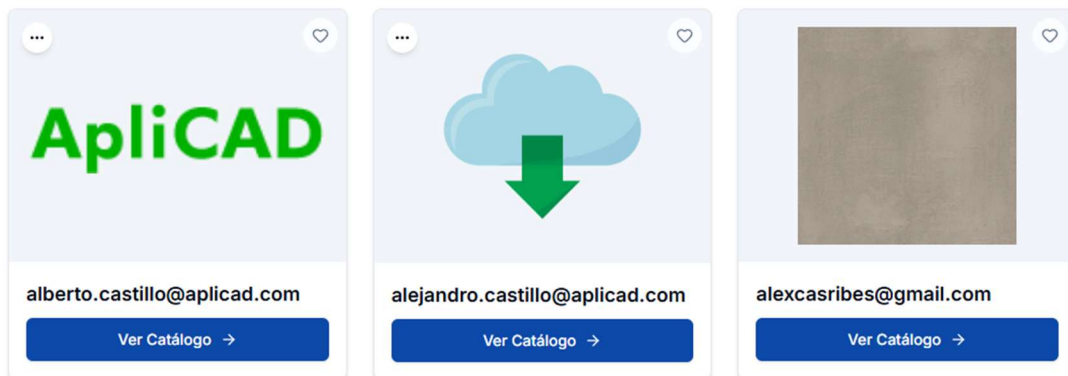 ApliCAD
alberto.castillo@aplicad.com
Ver Catálogo →
alejandro.castillo@aplicad.com
Ver Catálogo →
alexcasribes@gmail.com
Ver Catálogo →